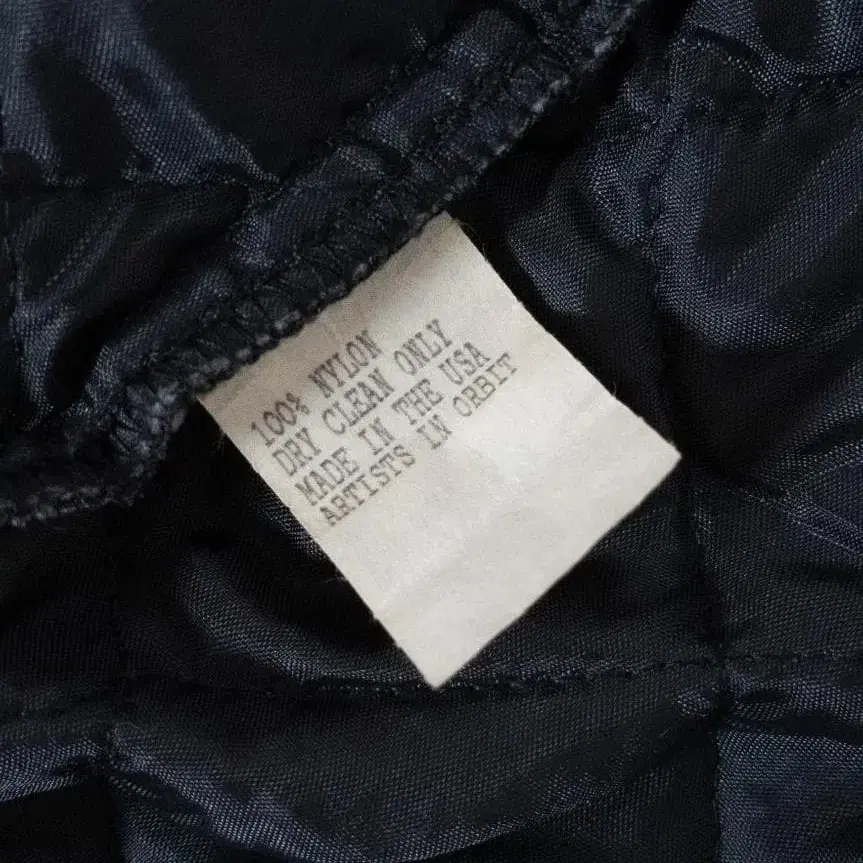 100% NYLON
DRY CLEAN ONLY
MADE IN THE USA
ARTISTS IN ORBIT